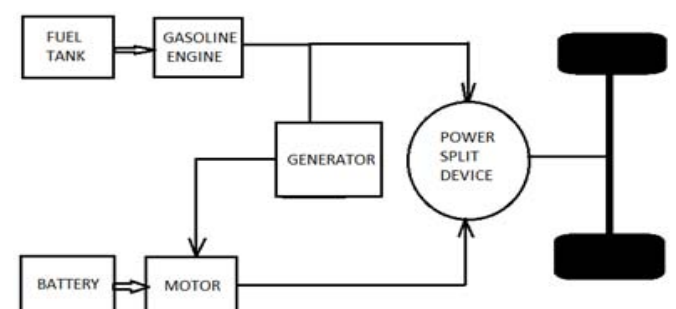 FUEL
TANK
GASOLINE
ENGINE
GENERATOR
POWER
SPLIT
DEVICE
BATTERY
MOTOR